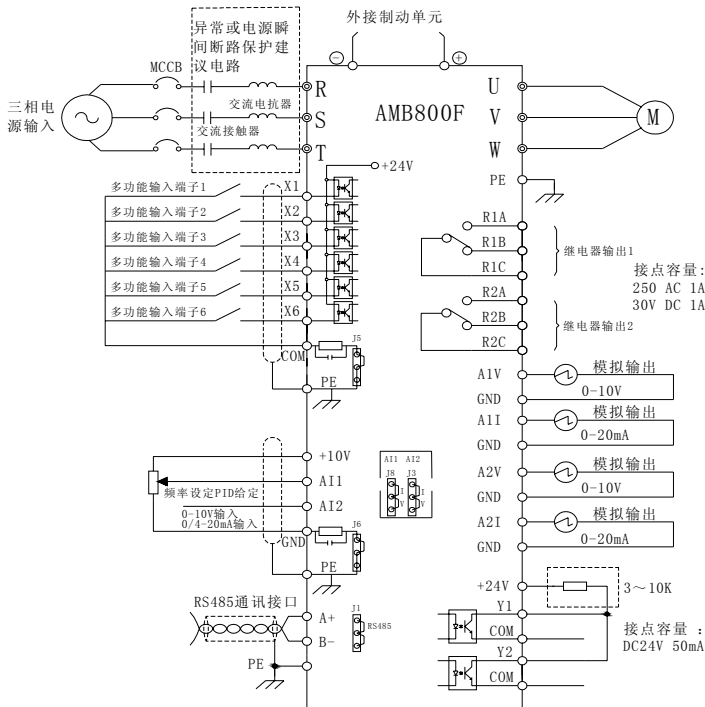 外接制动单元
异常或电源瞬
间断路保护建
议电路
MCCB
三相电
源输入
交流电抗器
交流接触器
R
S
T
AMB800F
U
V
W
M
PE
+24V
多功能输入端子1
X1
多功能输入端子2
X2
多功能输入端子3
X3
多功能输入端子4
X4
多功能输入端子5
X5
多功能输入端子6
X6
COM
J5
PE
R1A
R1B
R1C
继电器输出1
R2A
R2B
R2C
继电器输出2
接点容量:
250 AC 1A
30V DC 1A
A1V
模拟输出
GND
0-10V
A1I
模拟输出
GND
0-20mA
A2V
模拟输出
GND
0-10V
A2I
模拟输出
GND
0-20mA
+10V
AI1
频率设定PID给定
AI2
0-10V输入
0/4-20mA输入
GND
J6
PE
AI1 AI2
J8 J3
I I
V V
+24V
3～10K
Y1
COM
Y2
COM
接点容量：
DC24V 50mA
RS485通讯接口
A+
B-
J1
RS485
PE